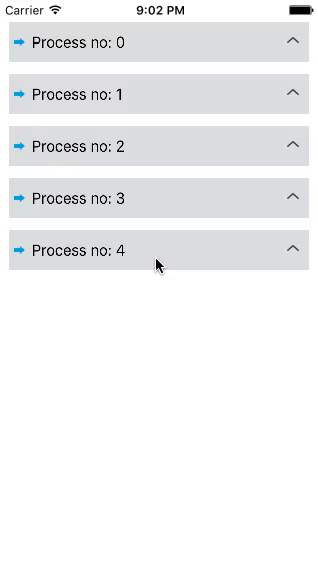 Carrier 9:02 PM
Process no: 0
Process no: 1
Process no: 2
Process no: 3
Process no: 4